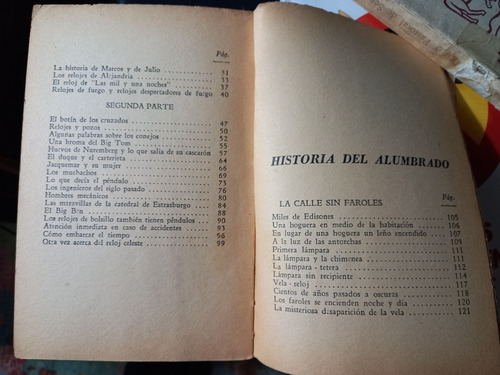 Pág.
La historia de Marcos y de Julio 31
Los relojes de Alejandría 33
El reloj de "Las mil y una noches" 37
Relojes de fuego y relojes despertadores de fuego 40
SEGUNDA PARTE
El botín de los cruzados 47
Relojes y pozos 50
Algunas palabras sobre los conejos 52
Una broma del Big Tom 55
Huevos de Nuremberg y lo que salía de su cascarón 57
El duque y el carterista 64
Jacquemar y su mujer 66
Los muchachos 69
Lo que decía el péndulo 73
Los ingenieros del siglo pasado 76
Hombres mecánicos 80
Las maravillas de la catedral de Estrasburgo 84
El Big Ben 88
Los relojes de bolsillo también tienen péndulos 90
Atención inmediata en caso de accidentes 93
Cómo embarcar el tiempo 96
Otra vez acerca del reloj celeste 99
HISTORIA DEL ALUMBRADO
LA CALLE SIN FAROLES
Pág.
Miles de Edisones 105
Una hoguera en medio de la habitación 106
En lugar de una hoguera un leño encendido 107
A la luz de las antorchas 109
Primera lámpara 111
La lámpara y la chimenea 111
La lámpara - tetera 112
Lámpara sin recipiente 114
Vela - reloj 117
Cientos de años pasados a oscuras 118
Los faroles se encienden noche y día 120
La misteriosa desaparición de la vela 121